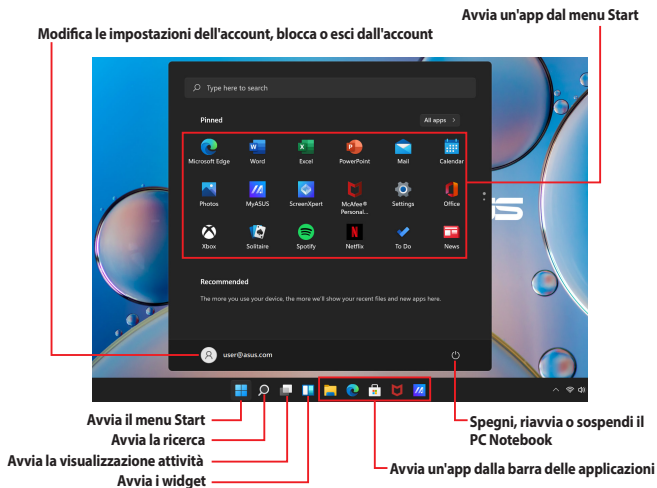 Avvia un'app dal menu Start
Modifica le impostazioni dell'account, blocca o esci dall'account
Type here to search
Pinned
All apps >
Microsoft Edge
Word
Excel
PowerPoint
Mail
Calendar
Photos
MyASUS
ScreenXpert
McAfee®
Personal...
Settings
Office
Xbox
Solitaire
Spotify
Netflix
To Do
News
Recommended
The more you use your device, the more we'll show your recent files and new apps here.
user@asus.com
Avvia il menu Start
Avvia la ricerca
Avvia la visualizzazione attività
Avvia i widget
Spegni, riavvia o sospendi il
PC Notebook
Avvia un'app dalla barra delle applicazioni